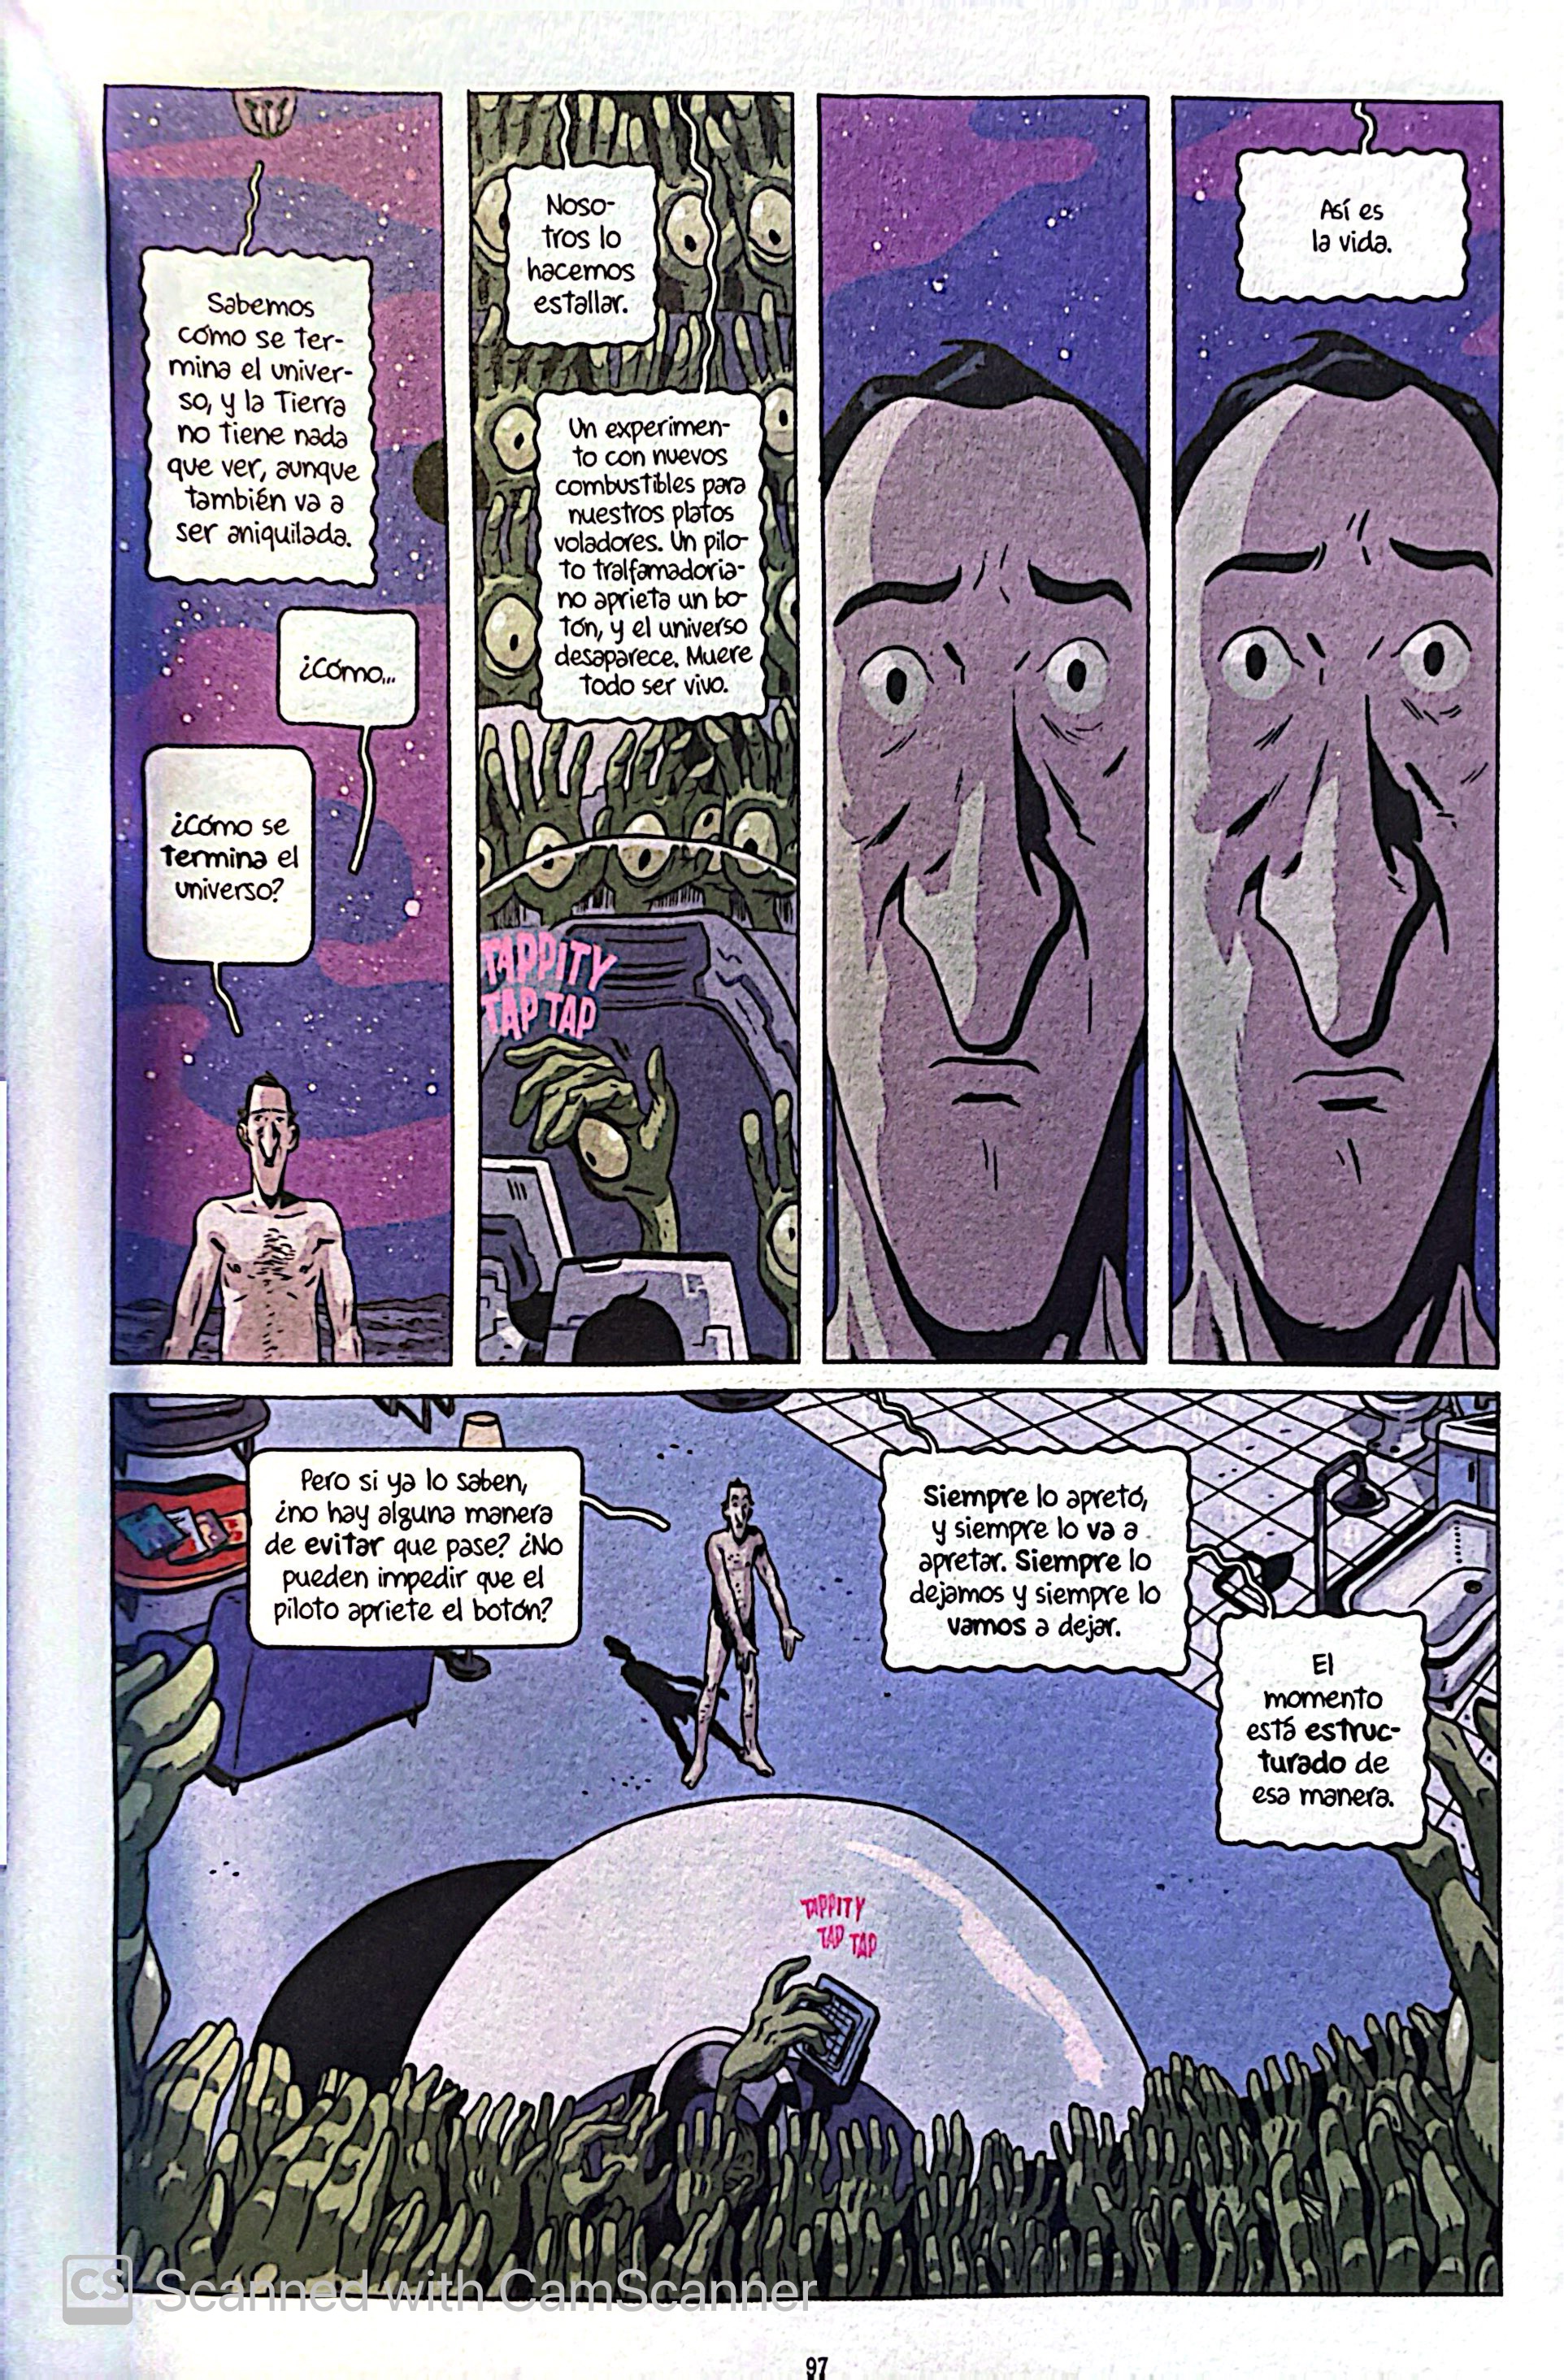 Sabemos
cómo se ter-
mina el univer-
so, y la Tierra
no tiene nada
que ver, aunque
también va a
ser aniquilada.
¿Cómo...
¿Cómo se
termina el
universo?
Noso-
tros lo
hacemos
estallar.
Un experimen-
to con nuevos
combustibles para
nuestros platos
voladores. Un pilo-
to tralfamadoria-
no aprieta un bo-
tón, y el universo
desaparece. Muere
todo ser vivo.
TAPPITY
TAP TAP
Así es
la vida.
Pero si ya lo saben,
¿no hay alguna manera
de evitar que pase? ¿No
pueden impedir que el
piloto apriete el botón?
Siempre lo apretó,
y siempre lo va a
apretar. Siempre lo
dejamos y siempre lo
vamos a dejar.
El
momento
está estruc-
turado de
esa manera.
TAPPITY
TAP TAP
CS Scanned with CamScanner
97